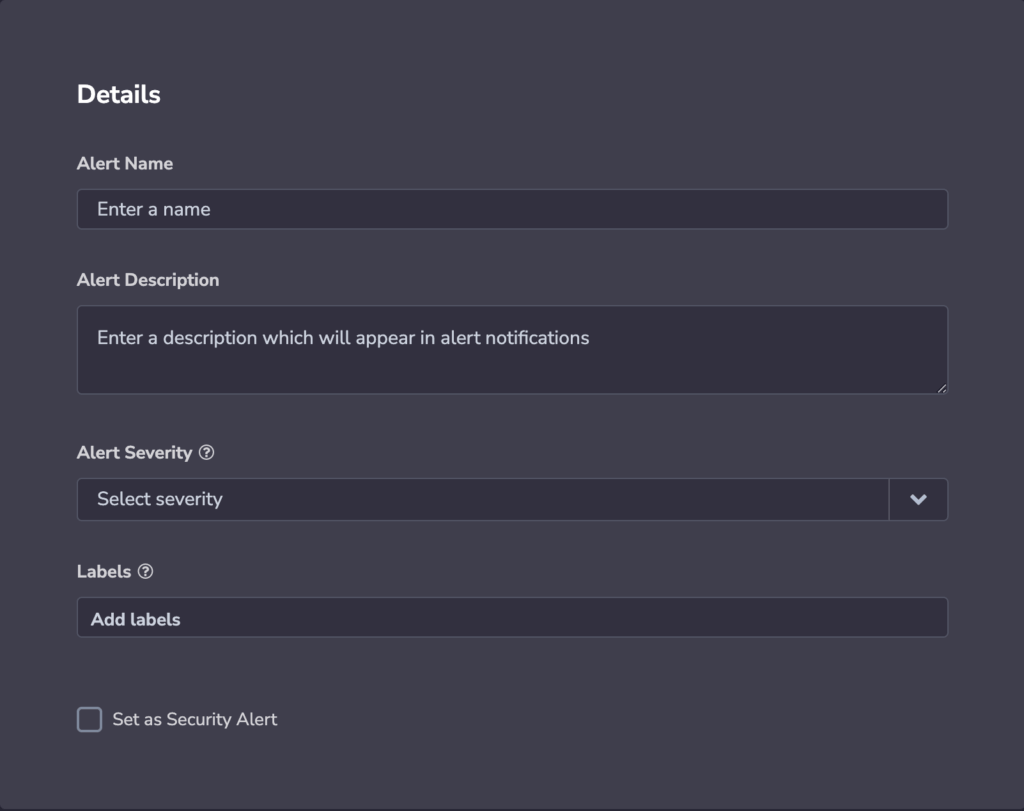 Details
Alert Name
Enter a name
Alert Description
Enter a description which will appear in alert notifications
Alert Severity ?
Select severity
Labels ?
Add labels
Set as Security Alert